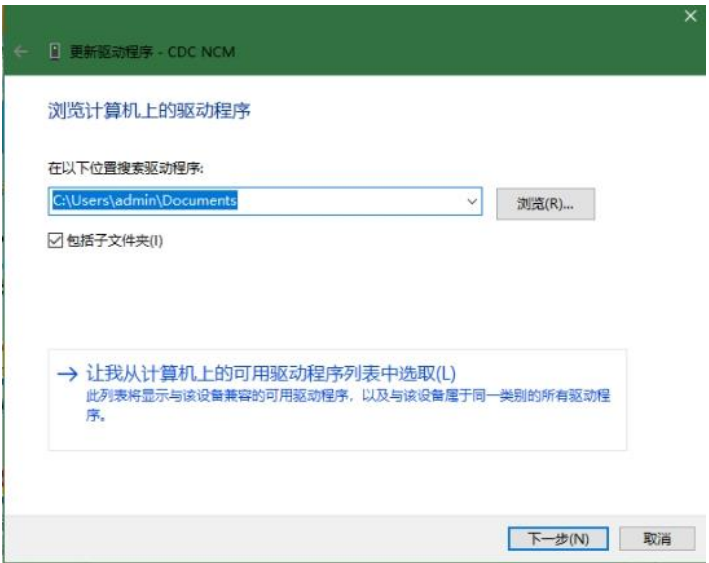 更新驱动程序 - CDC NCM
浏览计算机上的驱动程序
在以下位置搜索驱动程序:
C:\Users\admin\Documents
浏览(R)...
包括子文件夹(I)
→ 让我从计算机上的可用驱动程序列表中选取(L)
此列表将显示与该设备兼容的可用驱动程序，以及与该设备属于同一类别的所有驱动程
序。
下一步(N)
取消